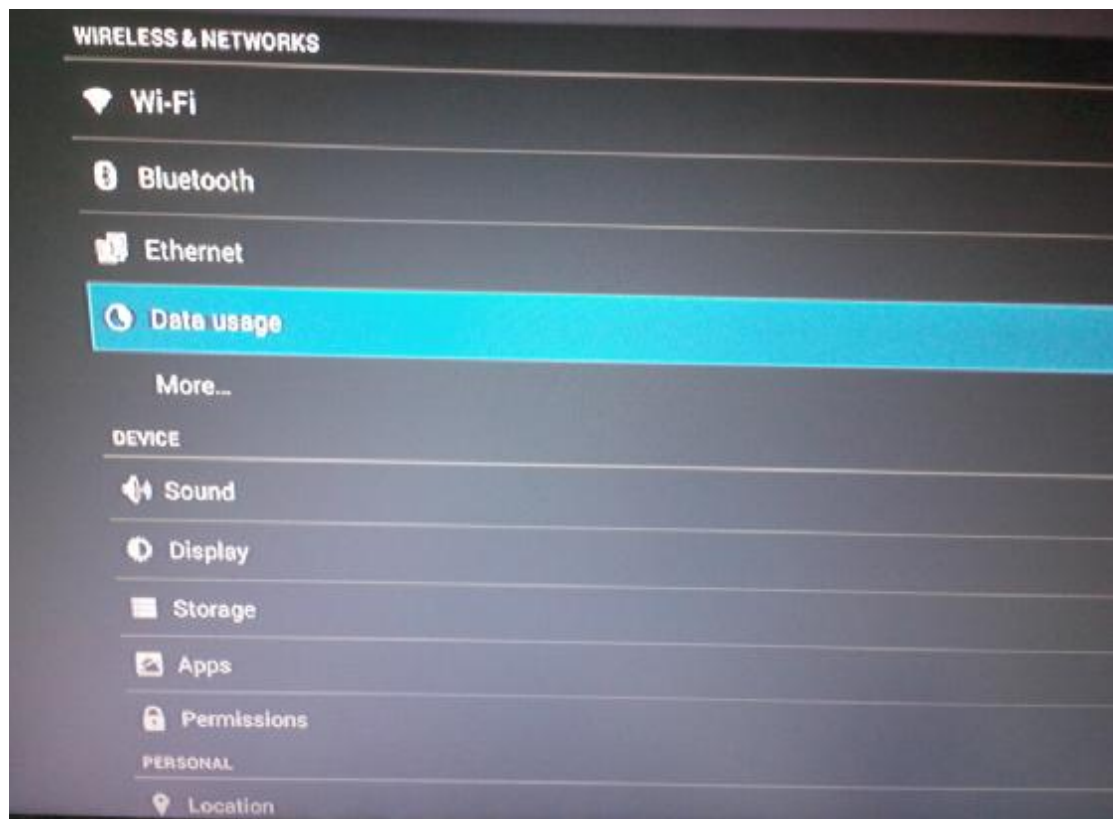 WIRELESS & NETWORKS
Wi-Fi
Bluetooth
Ethernet
Data usage
More...
DEVICE
Sound
Display
Storage
Apps
Permissions
PERSONAL
Location